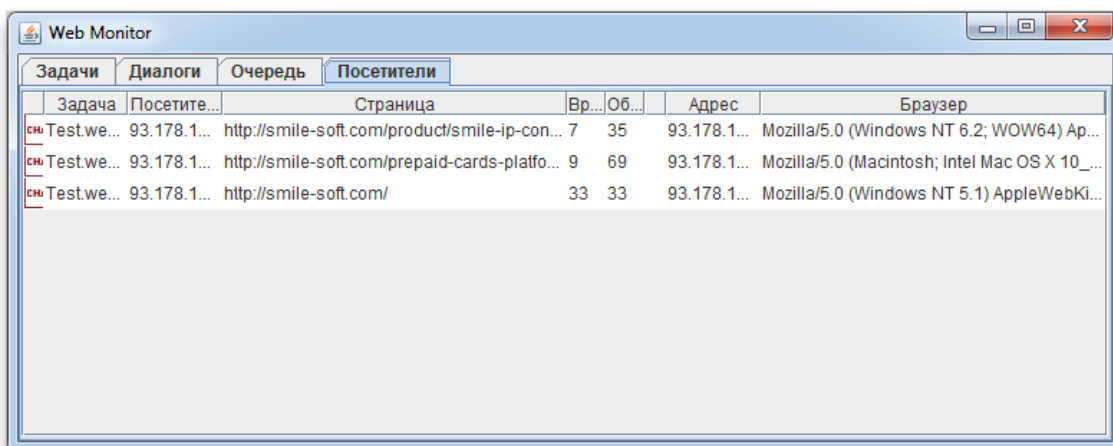 Web Monitor
Задачи Диалоги Очередь Посетители
Задача Посетите... Страница Вр... Об... Адрес Браузер
Test.we... 93.178.1... http://smile-soft.com/product/smile-ip-con... 7 35 93.178.1... Mozilla/5.0 (Windows NT 6.2; WOW64) Ap...
Test.we... 93.178.1... http://smile-soft.com/prepaid-cards-platfo... 9 69 93.178.1... Mozilla/5.0 (Macintosh; Intel Mac OS X 10_...
Test.we... 93.178.1... http://smile-soft.com/ 33 33 93.178.1... Mozilla/5.0 (Windows NT 5.1) AppleWebKi...